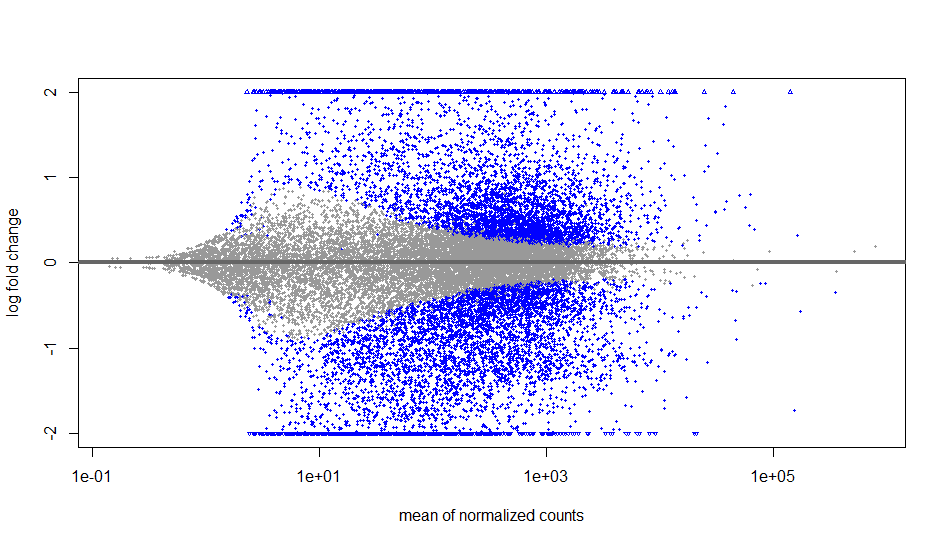 2
1
0
-1
-2
log fold change
1e-01
1e+01
1e+03
1e+05
mean of normalized counts